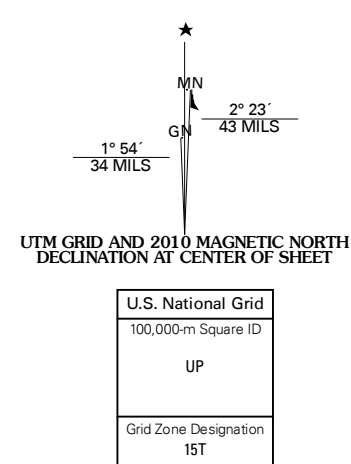 MN
GN
2° 23´
43 MILS
1° 54´
34 MILS
UTM GRID AND 2010 MAGNETIC NORTH
DECLINATION AT CENTER OF SHEET
U.S. National Grid
100,000-m Square ID
UP
Grid Zone Designation
15T